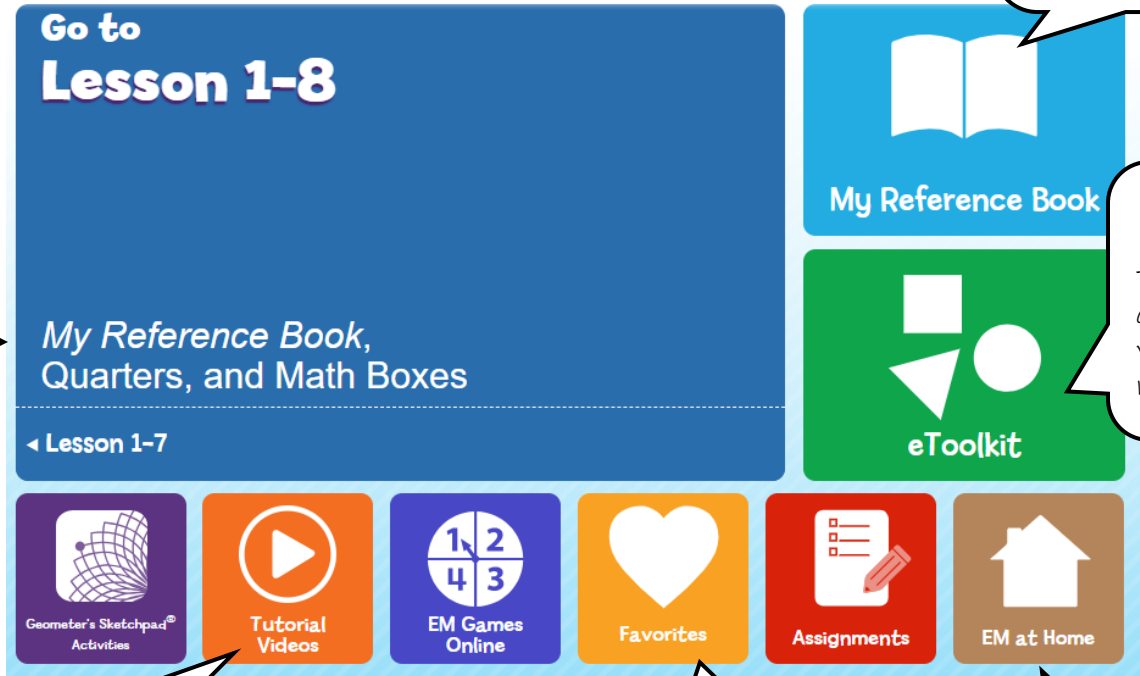 Go to
Lesson 1-8
My Reference Book,
Quarters, and Math Boxes
◂ Lesson 1-7
My Reference Book
eToolkit
Geometer's Sketchpad®
Activities
Tutorial
Videos
1 2
4 3
EM Games
Online
Favorites
Assignments
EM at Home